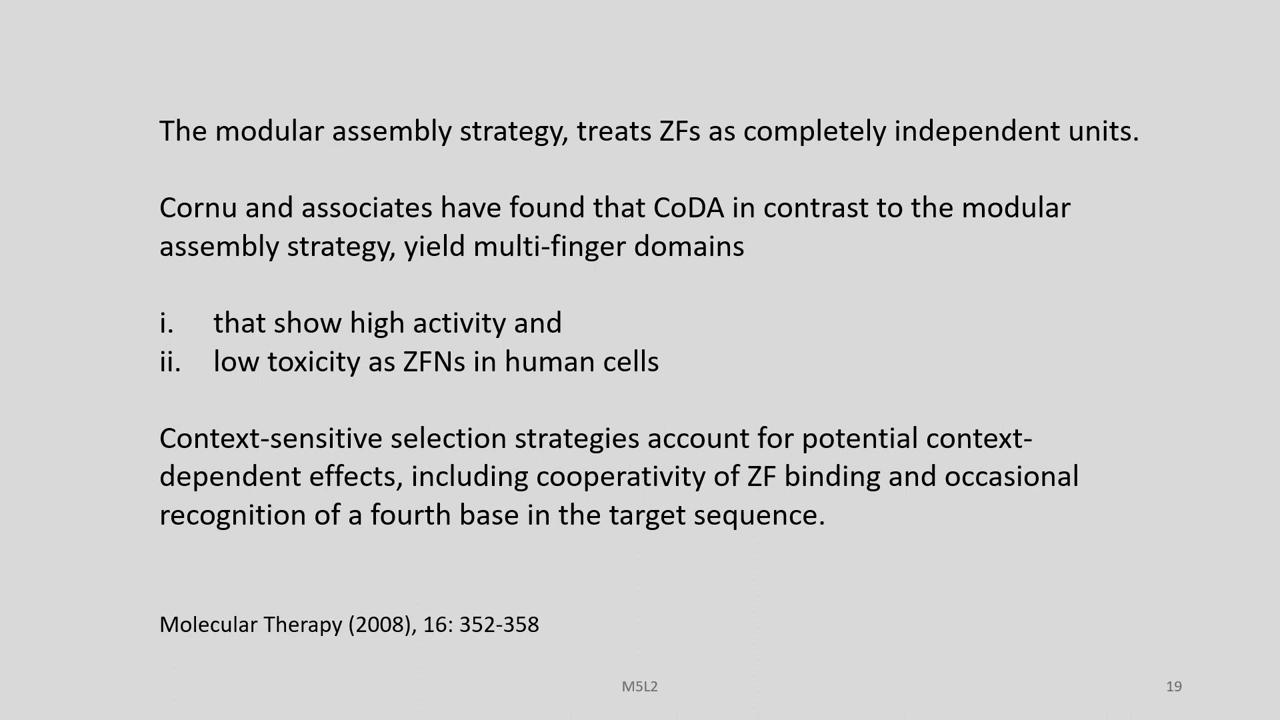 The modular assembly strategy, treats ZFs as completely independent units.
Cornu and associates have found that CoDA in contrast to the modular
assembly strategy, yield multi-finger domains
i. that show high activity and
ii. low toxicity as ZFNs in human cells
Context-sensitive selection strategies account for potential context-
dependent effects, including cooperativity of ZF binding and occasional
recognition of a fourth base in the target sequence.
Molecular Therapy (2008), 16: 352-358
M5L2
19